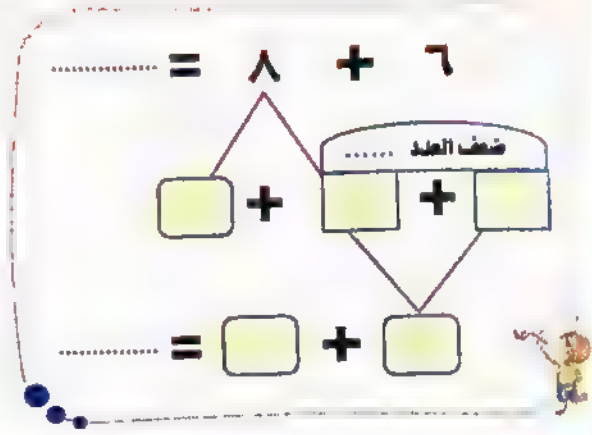 ٦ + ٨ = ..............
ضعف العدد ......
+ +
+ = ..............